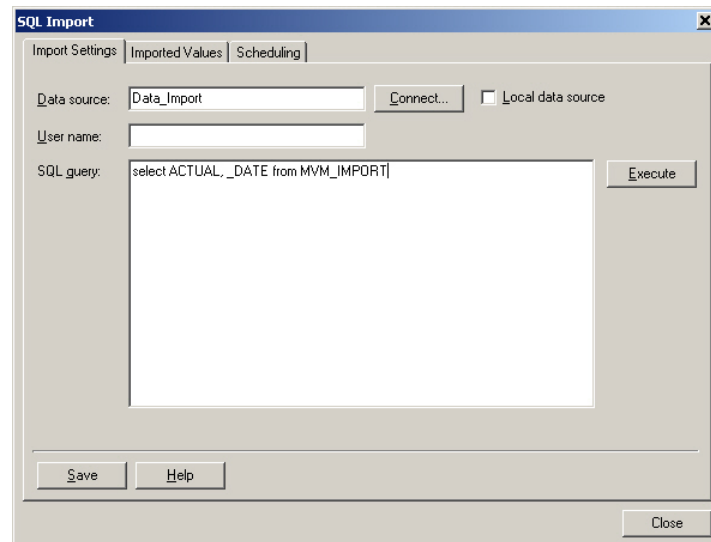 SQL Import
Import Settings Imported Values Scheduling
Data source: Data_Import Connect... Local data source
User name:
SQL query: select ACTUAL, _DATE from MVM_IMPORT Execute
Save Help
Close